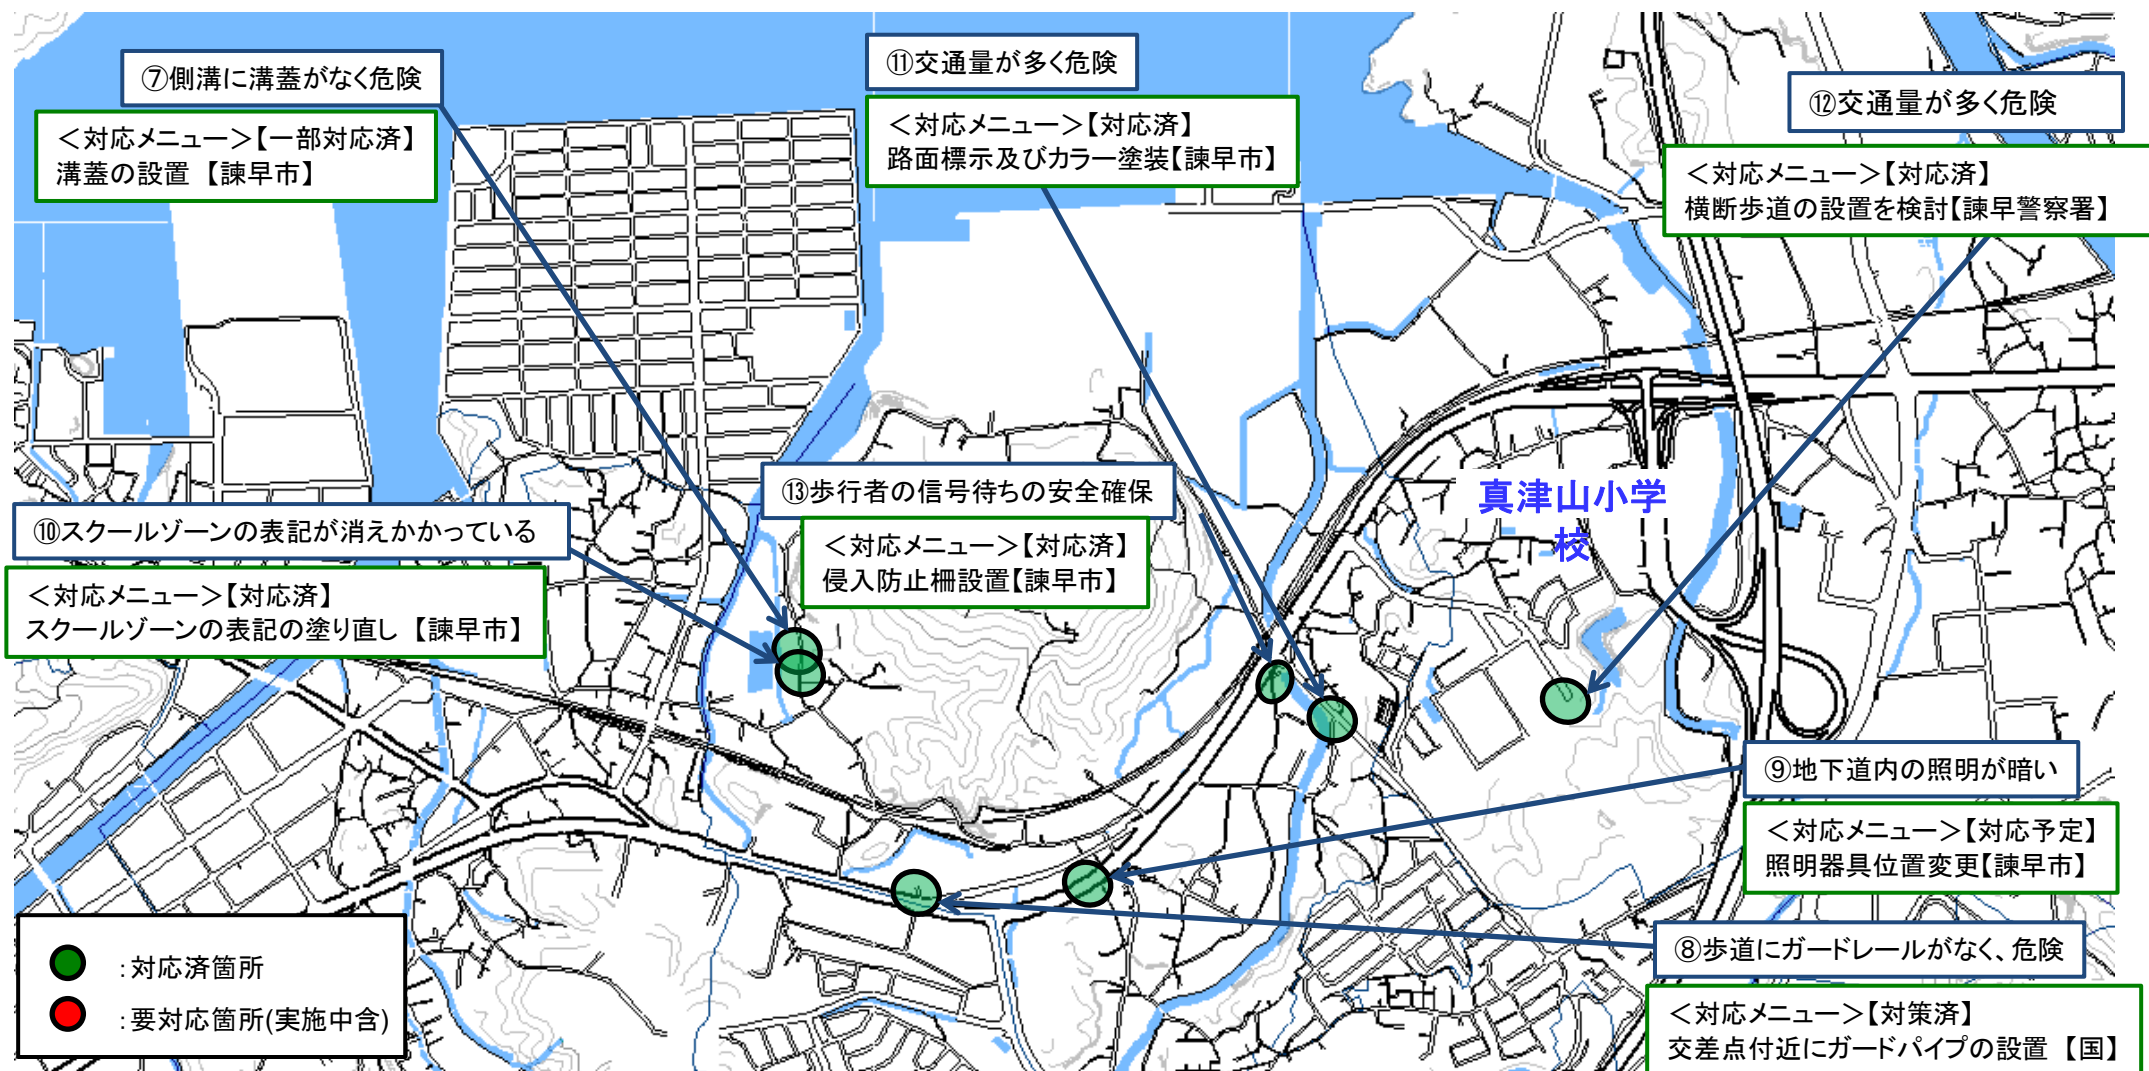 ⑦側溝に溝蓋がなく危険
<対応メニュー>【一部対応済】
溝蓋の設置 【諫早市】
⑪交通量が多く危険
<対応メニュー>【対応済】
路面標示及びカラー塗装【諫早市】
⑫交通量が多く危険
<対応メニュー>【対応済】
横断歩道の設置を検討【諫早警察署】
⑬歩行者の信号待ちの安全確保
<対応メニュー>【対応済】
侵入防止柵設置【諫早市】
真津山小学
校
⑩スクールゾーンの表記が消えかかっている
<対応メニュー>【対応済】
スクールゾーンの表記の塗り直し 【諫早市】
⑨地下道内の照明が暗い
<対応メニュー>【対応予定】
照明器具位置変更【諫早市】
⑧歩道にガードレールがなく、危険
<対応メニュー>【対策済】
交差点付近にガードパイプの設置 【国】
:対応済箇所
:要対応箇所(実施中含)